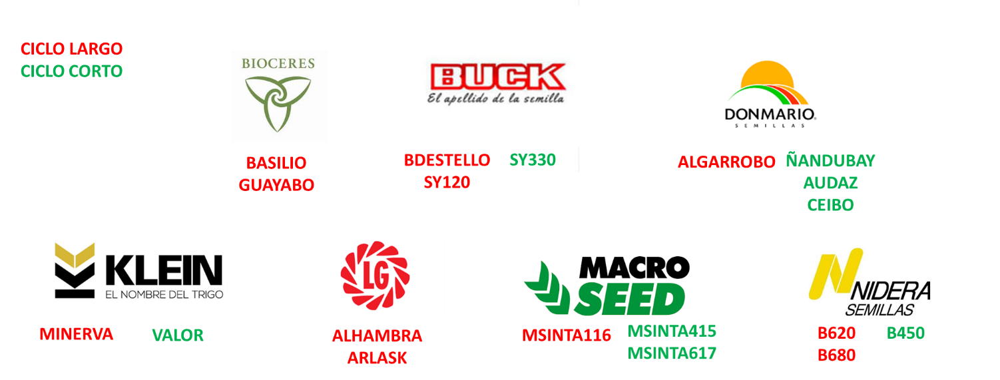 CICLO LARGO
CICLO CORTO
BIOCERES
BUCK
El apellido de la semilla
DONMARIO
SEMILLAS
BASILIO
GUAYABO
BDESTELLO SY330
SY120
ALGARROBO ÑANDUBAY
AUDAZ
CEIBO
KLEIN
EL NOMBRE DEL TRIGO
LG
MACRO
SEED
NIDERA
SEMILLAS
MINERVA VALOR
ALHAMBRA
ARLASK
MSINTA116 MSINTA415
MSINTA617
B620 B450
B680